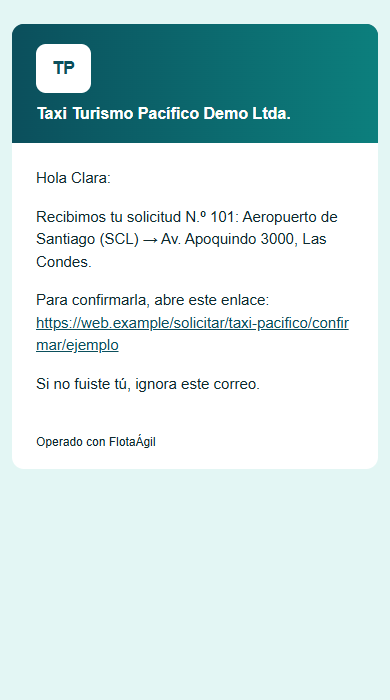 TP
Taxi Turismo Pacífico Demo Ltda.
Hola Clara:
Recibimos tu solicitud N.º 101: Aeropuerto de
Santiago (SCL) → Av. Apoquindo 3000, Las
Condes.
Para confirmarla, abre este enlace:
https://web.example/solicitar/taxi-pacifico/confir
mar/ejemplo
Si no fuiste tú, ignora este correo.
Operado con FlotaÁgil